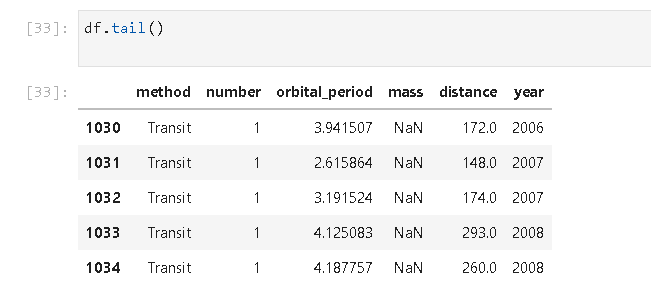 [33]: df.tail()
[33]: method number orbital_period mass distance year
1030 Transit 1 3.941507 NaN 172.0 2006
1031 Transit 1 2.615864 NaN 148.0 2007
1032 Transit 1 3.191524 NaN 174.0 2007
1033 Transit 1 4.125083 NaN 293.0 2008
1034 Transit 1 4.187757 NaN 260.0 2008